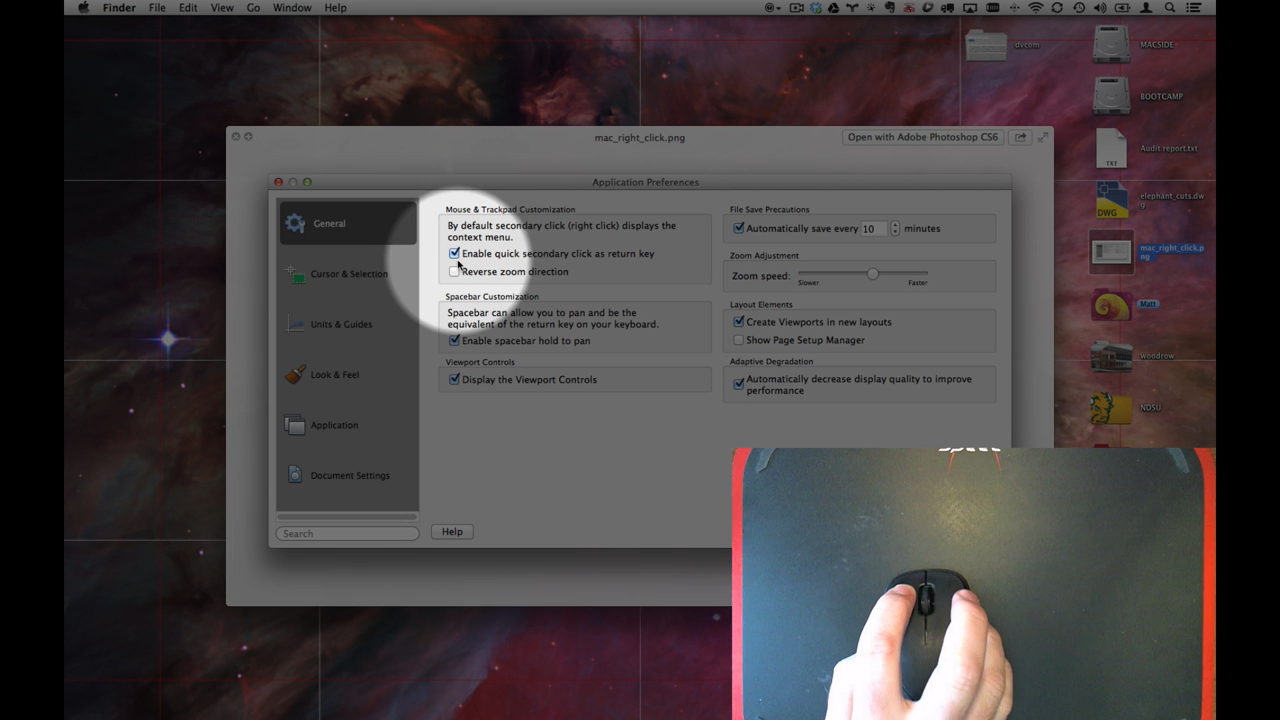 Finder File Edit View Go Window Help
dvcom
MACSIDE
BOOTCAMP
TXT
Audit report.txt
DWG
elephant_cuts.dw
g
mac_right_click.p
ng
Matt
woodrow
NDSU
mac_right_click.png
Open with Adobe Photoshop CS6
Application Preferences
General
Cursor & Selection
Units & Guides
Look & Feel
Application
Document Settings
Search
Mouse & Trackpad Customization
By default secondary click (right click) displays the
context menu.
Enable quick secondary click as return key
Reverse zoom direction
Spacebar Customization
Spacebar can allow you to pan and be the
equivalent of the return key on your keyboard.
Enable spacebar hold to pan
Viewport Controls
Display the Viewport Controls
Help
File Save Precautions
Automatically save every 10 minutes
Zoom Adjustment
Zoom speed:
Slower Faster
Layout Elements
Create Viewports in new layouts
Show Page Setup Manager
Adaptive Degradation
Automatically decrease display quality to improve
performance